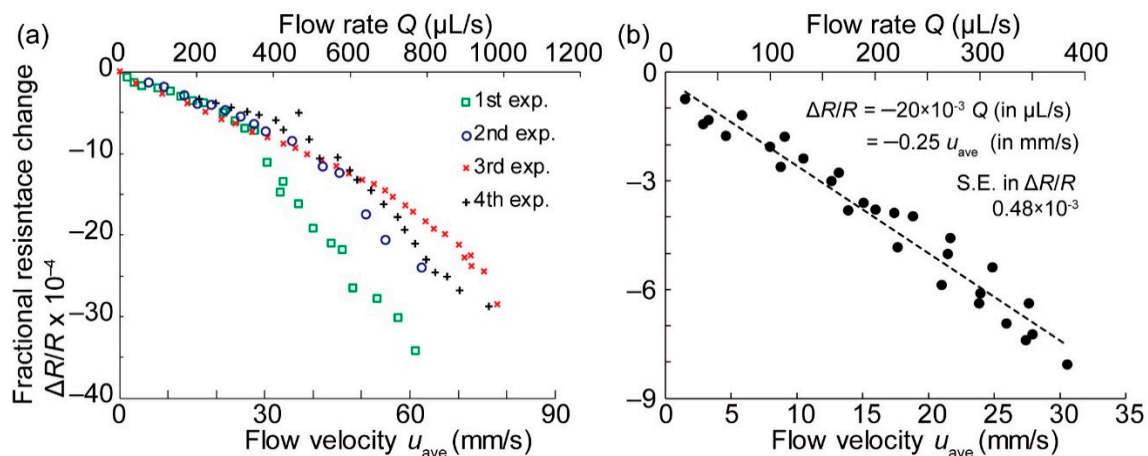 (a)
Flow rate Q (µL/s)
0 200 400 600 800 1000 1200
Fractional resisntace change
ΔR/R x 10⁻⁴
0
−10
−20
−30
−40
1st exp.
2nd exp.
3rd exp.
4th exp.
0 30 60 90
Flow velocity u_ave (mm/s)
(b)
Flow rate Q (µL/s)
0 100 200 300 400
0
−3
−6
−9
ΔR/R = −20×10⁻³ Q (in µL/s)
= −0.25 u_ave (in mm/s)
S.E. in ΔR/R
0.48×10⁻³
0 5 10 15 20 25 30 35
Flow velocity u_ave (mm/s)